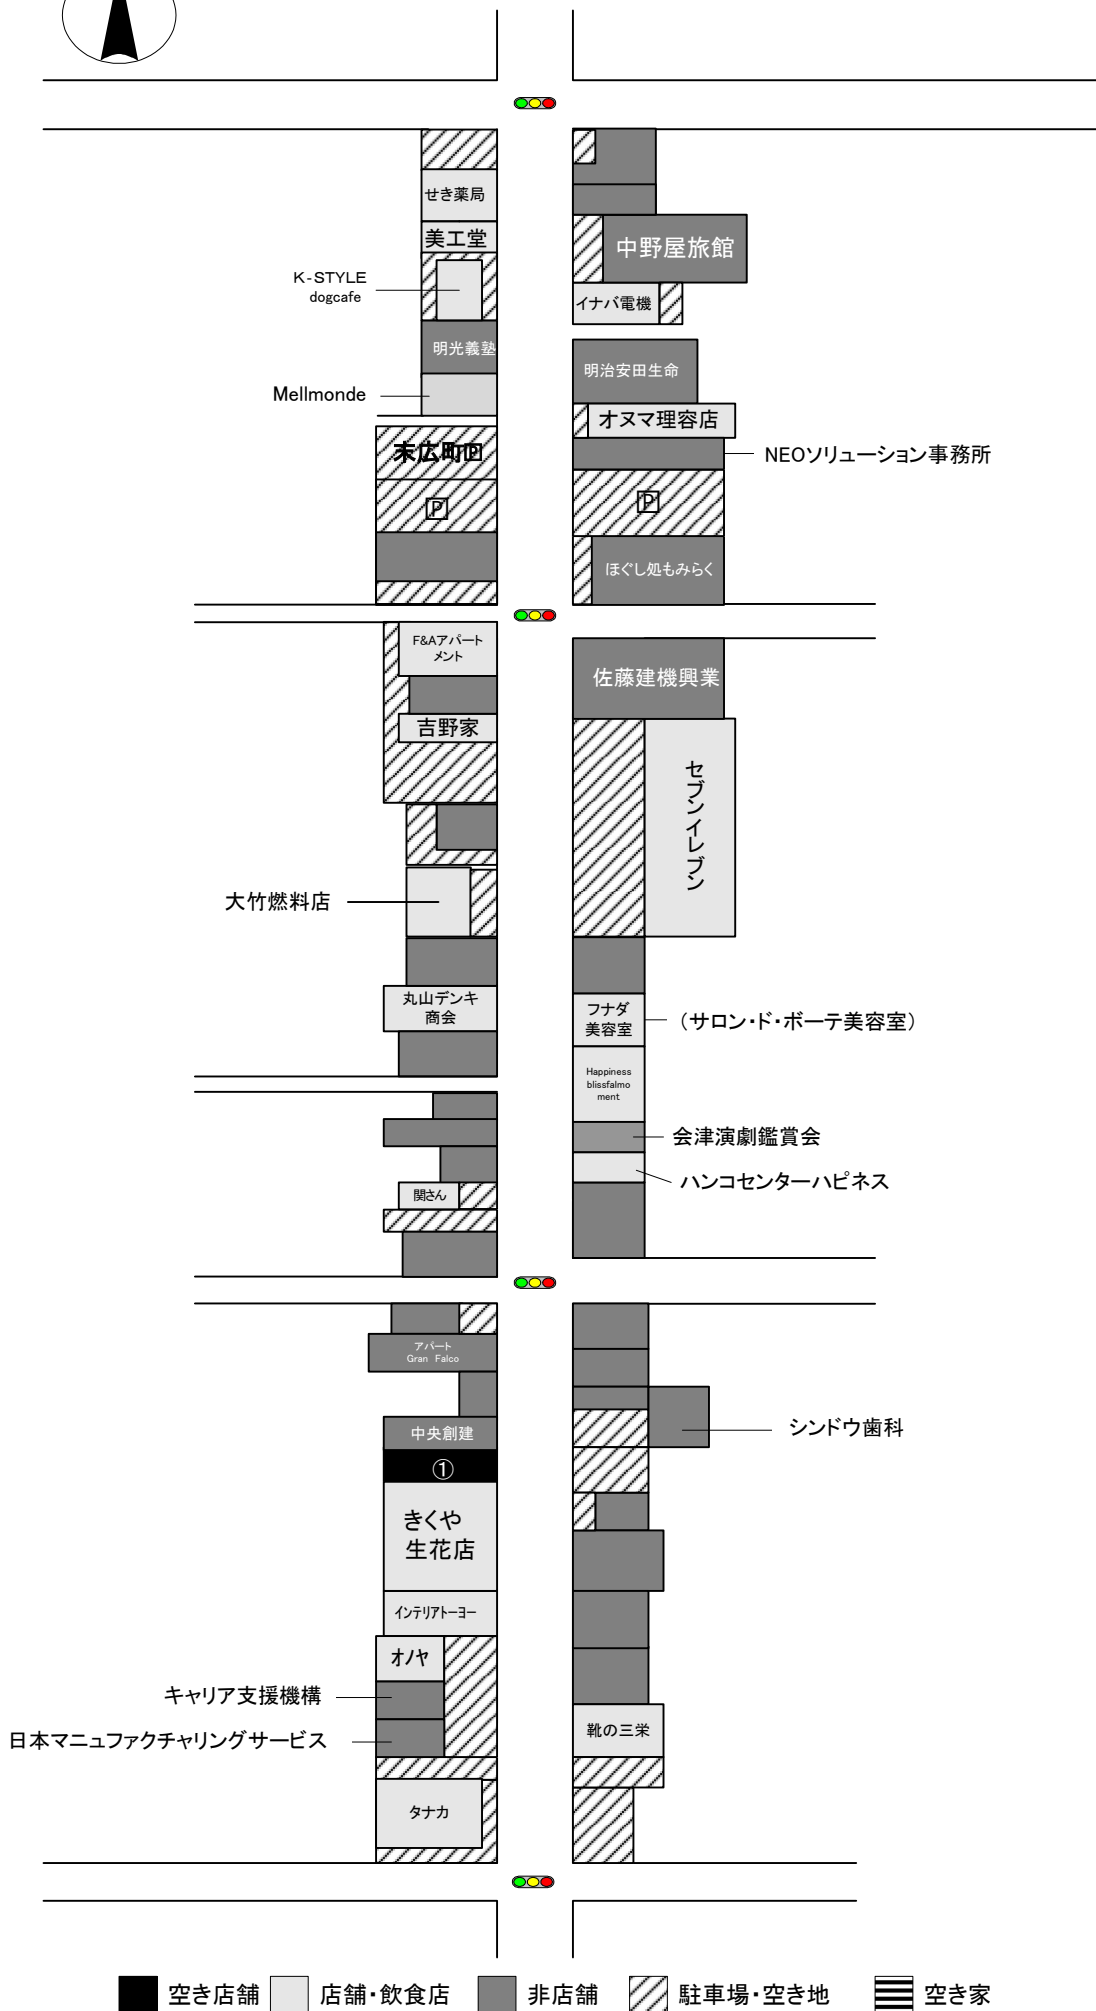 せき薬局
美工堂
中野屋旅館
K-STYLE
dogcafe
イナバ電機
明光義塾
明治安田生命
Mellmonde
オヌマ理容店
末広町P
NEOソリューション事務所
P
P
ほぐし処もみらく
F&Aアパート
メント
佐藤建機興業
吉野家
セブンイレブン
大竹燃料店
丸山デンキ
商会
フナダ
美容室
（サロン・ド・ボーテ美容室）
Happiness
blissfalmo
ment
会津演劇鑑賞会
ハンコセンターハピネス
関さん
アパート
Gran Falco
シンドウ歯科
中央創建
①
きくや
生花店
インテリアトーヨー
オノヤ
キャリア支援機構
靴の三栄
日本マニュファクチャリングサービス
タナカ
空き店舗 店舗・飲食店 非店舗 駐車場・空き地 空き家